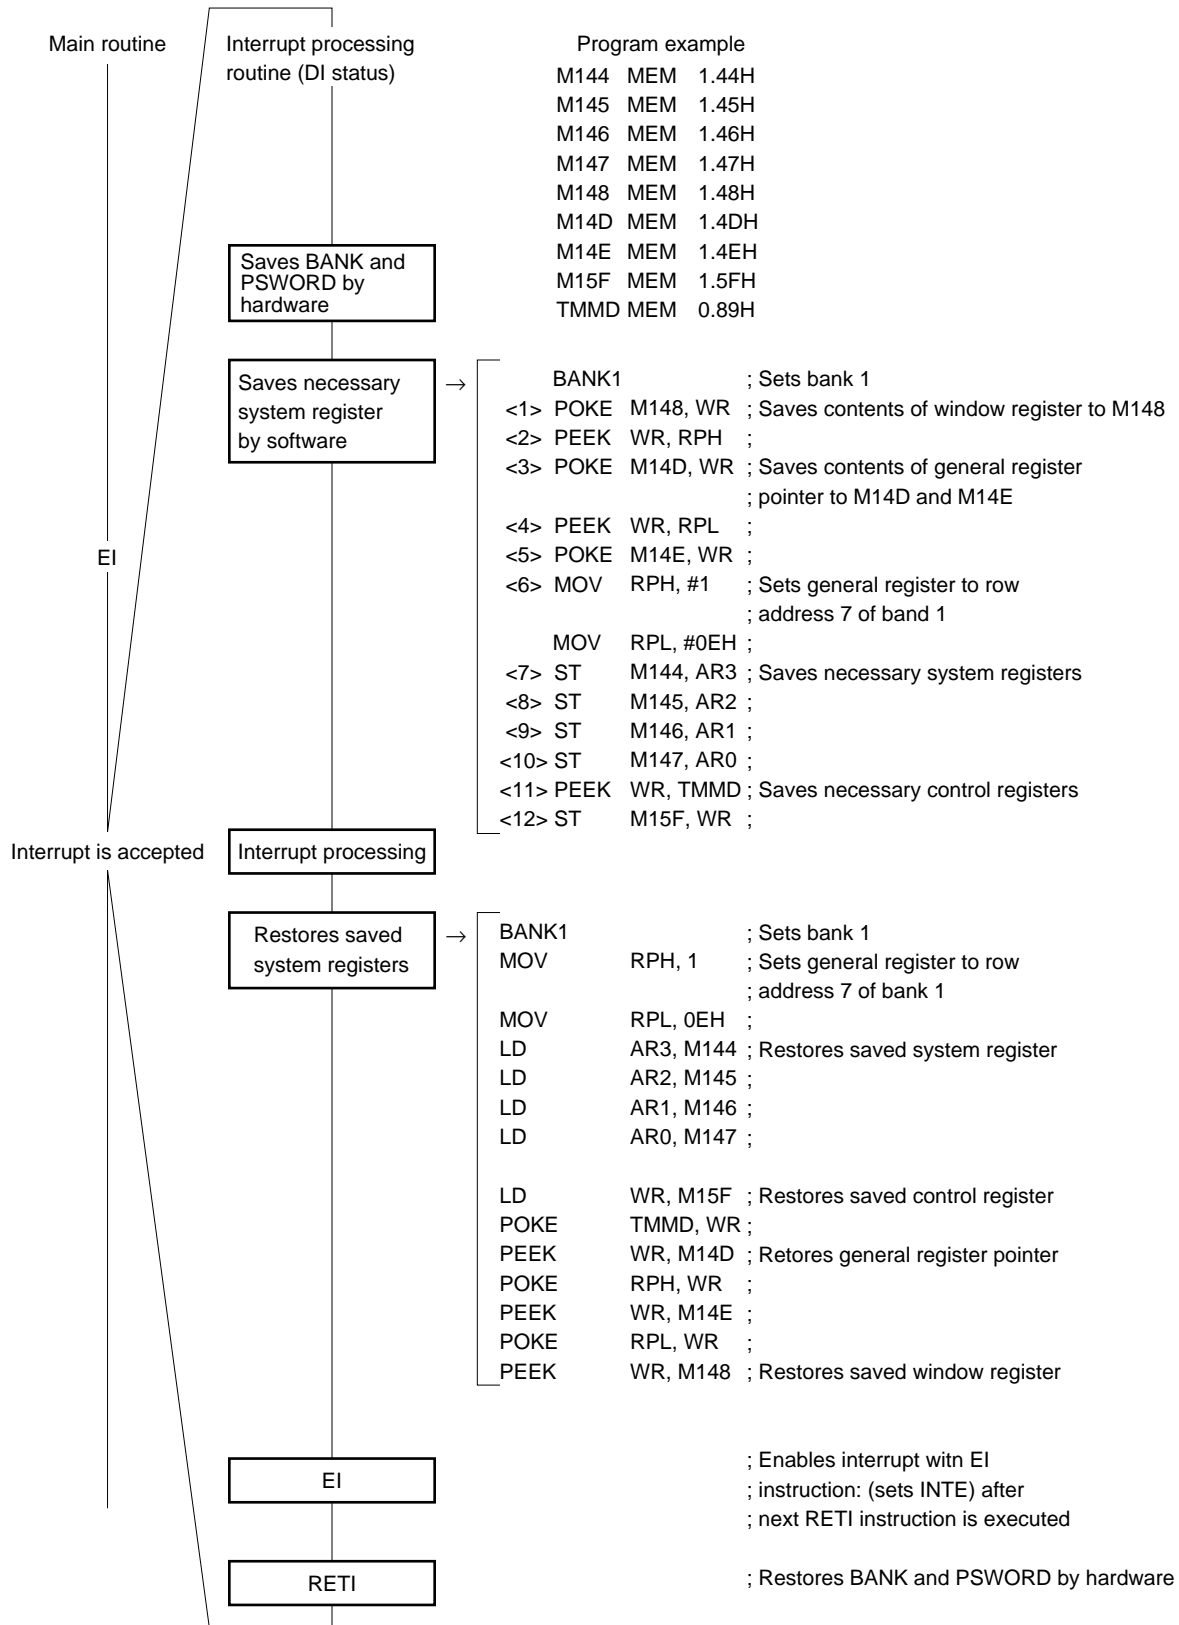 Main routine
Interrupt processing
routine (DI status)
Program example
M144 MEM 1.44H
M145 MEM 1.45H
M146 MEM 1.46H
M147 MEM 1.47H
M148 MEM 1.48H
M14D MEM 1.4DH
M14E MEM 1.4EH
M15F MEM 1.5FH
TMMD MEM 0.89H
Saves BANK and
PSWORD by
hardware
Saves necessary
system register
by software
→
BANK1 ; Sets bank 1
<1> POKE M148, WR ; Saves contents of window register to M148
<2> PEEK WR, RPH ;
<3> POKE M14D, WR ; Saves contents of general register
; pointer to M14D and M14E
<4> PEEK WR, RPL ;
<5> POKE M14E, WR ;
<6> MOV RPH, #1 ; Sets general register to row
; address 7 of band 1
MOV RPL, #0EH ;
<7> ST M144, AR3 ; Saves necessary system registers
<8> ST M145, AR2 ;
<9> ST M146, AR1 ;
<10> ST M147, AR0 ;
<11> PEEK WR, TMMD ; Saves necessary control registers
<12> ST M15F, WR ;
EI
Interrupt is accepted
Interrupt processing
Restores saved
system registers
→
BANK1 ; Sets bank 1
MOV RPH, 1 ; Sets general register to row
; address 7 of bank 1
MOV RPL, 0EH ;
LD AR3, M144 ; Restores saved system register
LD AR2, M145 ;
LD AR1, M146 ;
LD AR0, M147 ;
LD WR, M15F ; Restores saved control register
POKE TMMD, WR ;
PEEK WR, M14D ; Retores general register pointer
POKE RPH, WR ;
PEEK WR, M14E ;
POKE RPL, WR ;
PEEK WR, M148 ; Restores saved window register
EI
; Enables interrupt witn EI
; instruction: (sets INTE) after
; next RETI instruction is executed
RETI
; Restores BANK and PSWORD by hardware